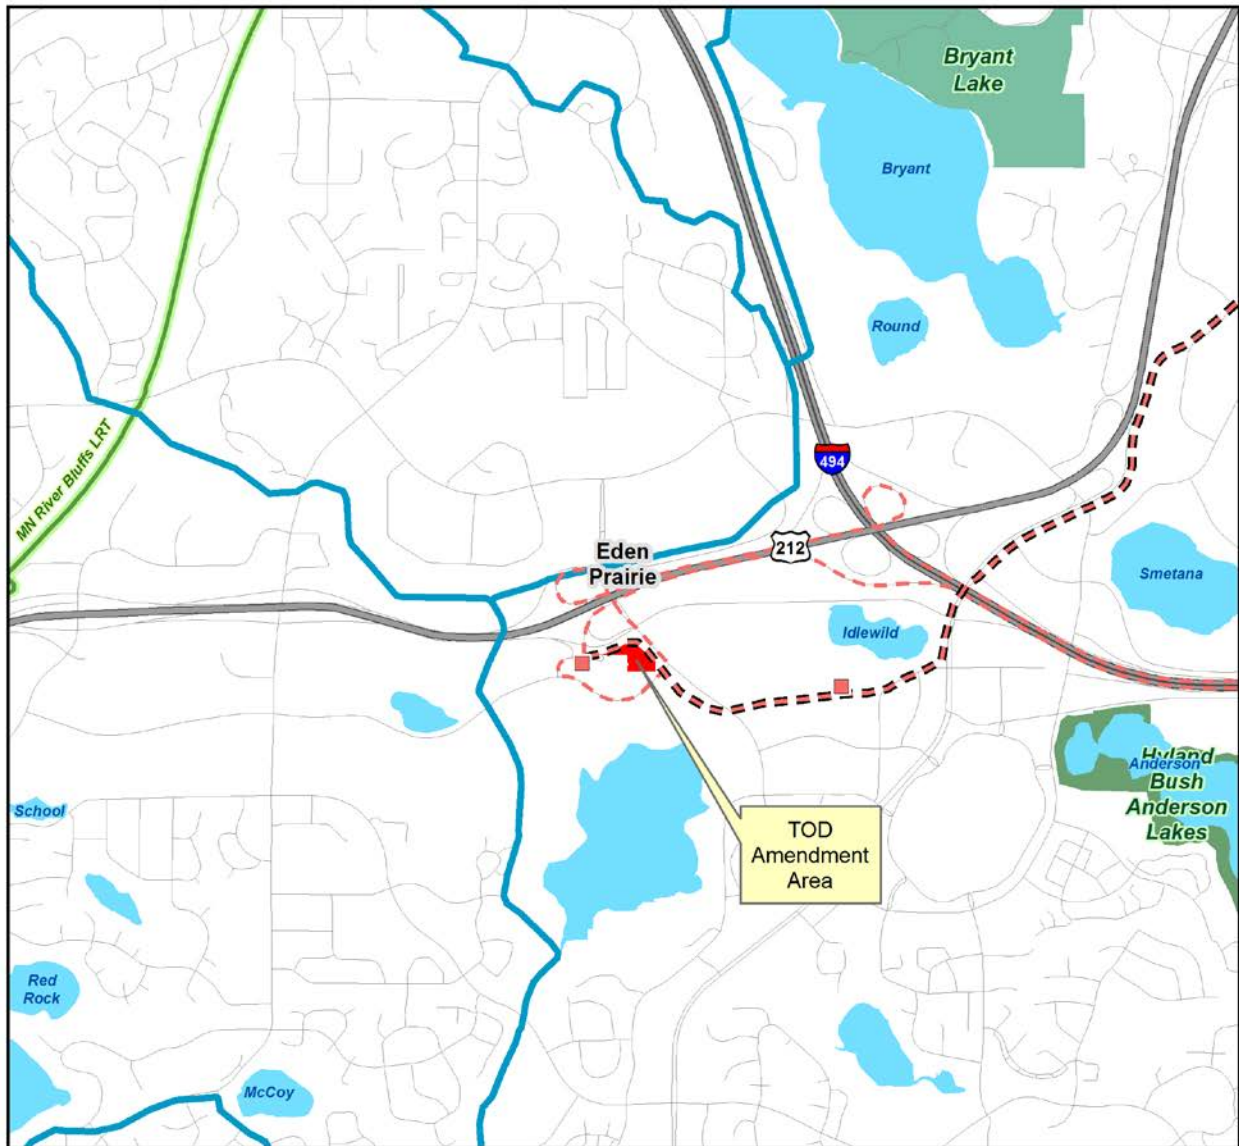 Bryant
Lake
Bryant
Round
MN River Bluffs LRT
494
212
Eden
Prairie
Smetana
Idlewild
Anderson
Hyland
Bush
Anderson
Lakes
School
TOD
Amendment
Area
Red
Rock
McCoy